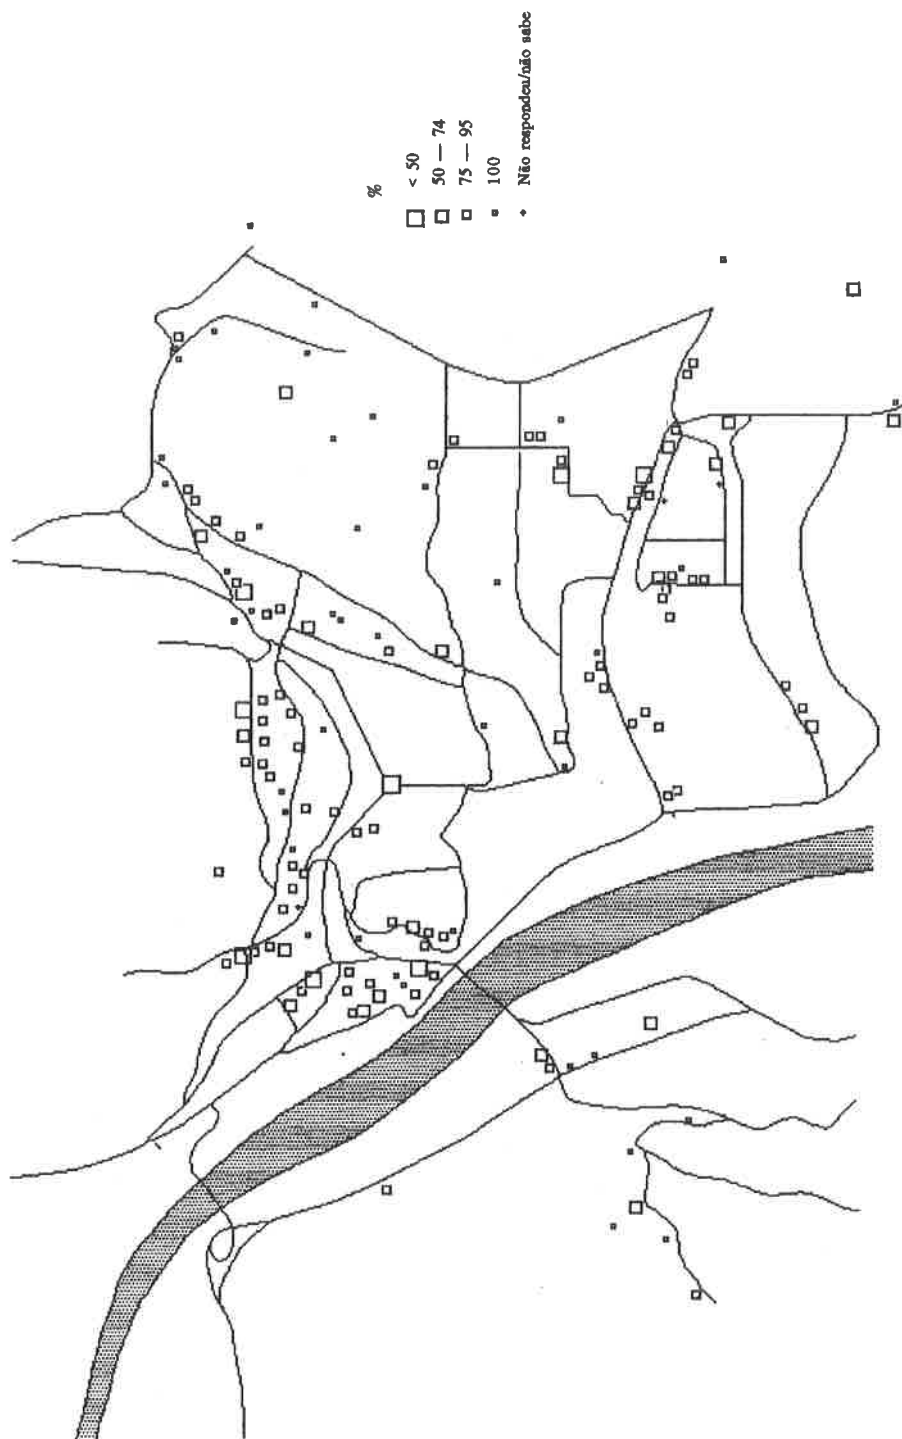 %
< 50
50 — 74
75 — 95
100
Não respondeu/não sabe